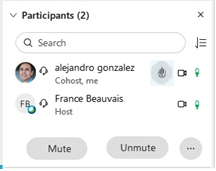 Participants (2)
Search
alejandro gonzalez
Cohost, me
FB
France Beauvais
Host
Mute
Unmute